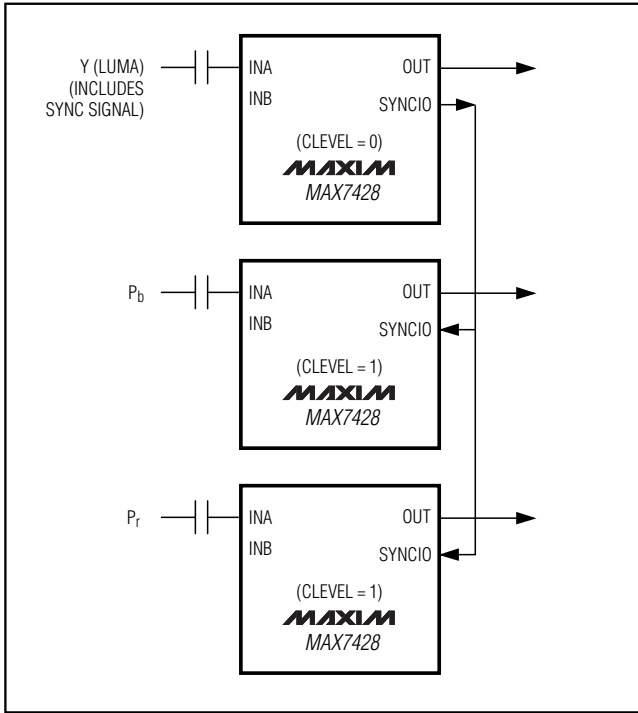 Y (LUMA)
(INCLUDES
SYNC SIGNAL)
INA
OUT
INB
SYNCIO
(CLEVEL = 0)
MAXIM
MAX7428
Pb
INA
OUT
INB
SYNCIO
(CLEVEL = 1)
MAXIM
MAX7428
Pr
INA
OUT
INB
SYNCIO
(CLEVEL = 1)
MAXIM
MAX7428